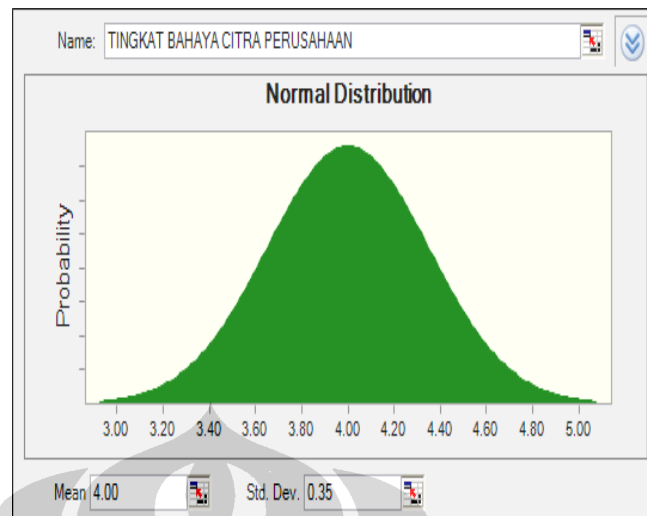 Name: TINGKAT BAHAYA CITRA PERUSAHAAN
Normal Distribution
Probability
3.00 3.20 3.40 3.60 3.80 4.00 4.20 4.40 4.60 4.80 5.00
Mean 4.00 Std. Dev. 0.35